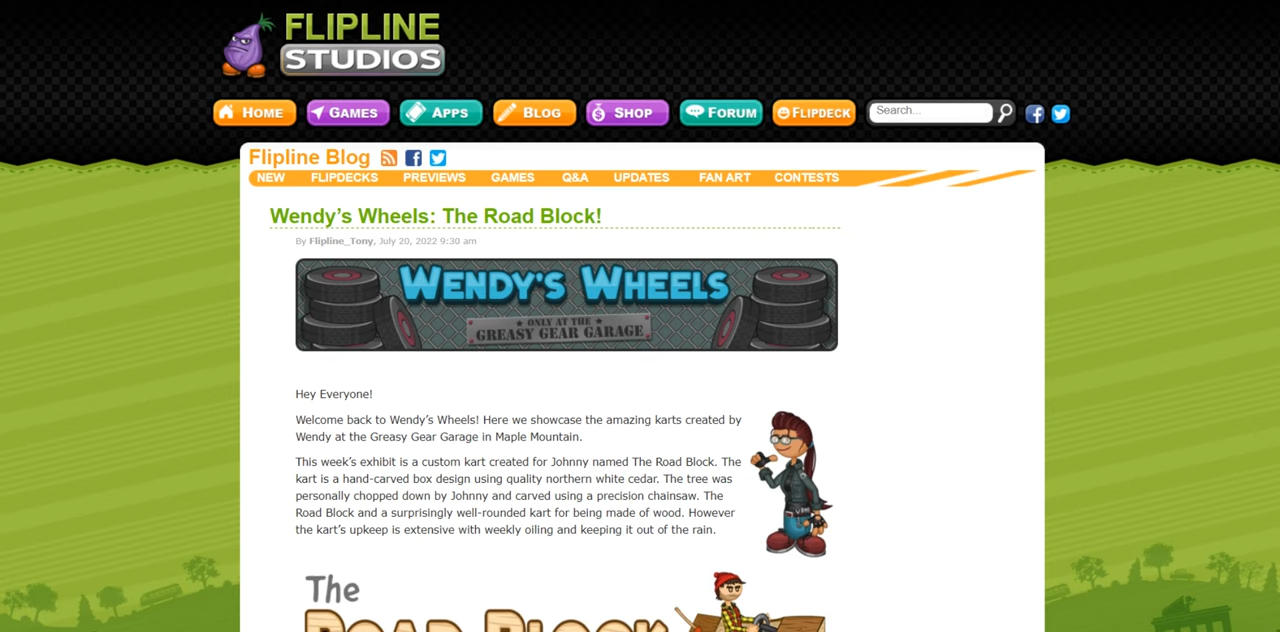 FLIPLINE
STUDIOS
HOME GAMES APPS BLOG SHOP FORUM FLIPDECK Search...
Flipline Blog
NEW FLIPDECKS PREVIEWS GAMES Q&A UPDATES FAN ART CONTESTS
Wendy’s Wheels: The Road Block!
By Flipline_Tony, July 20, 2022 9:30 am
WENDY'S WHEELS
ONLY AT THE
GREASY GEAR GARAGE
Hey Everyone!
Welcome back to Wendy’s Wheels! Here we showcase the amazing karts created by
Wendy at the Greasy Gear Garage in Maple Mountain.
This week’s exhibit is a custom kart created for Johnny named The Road Block. The
kart is a hand-carved box design using quality northern white cedar. The tree was
personally chopped down by Johnny and carved using a precision chainsaw. The
Road Block and a surprisingly well-rounded kart for being made of wood. However
the kart’s upkeep is extensive with weekly oiling and keeping it out of the rain.
The
ROAD BLOCK